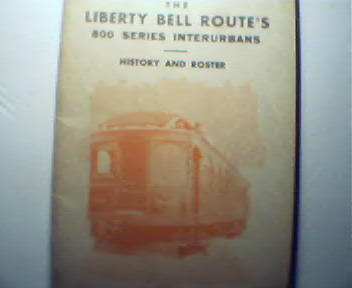 THE
LIBERTY BELL ROUTE'S
800 SERIES INTERURBANS
HISTORY AND ROSTER